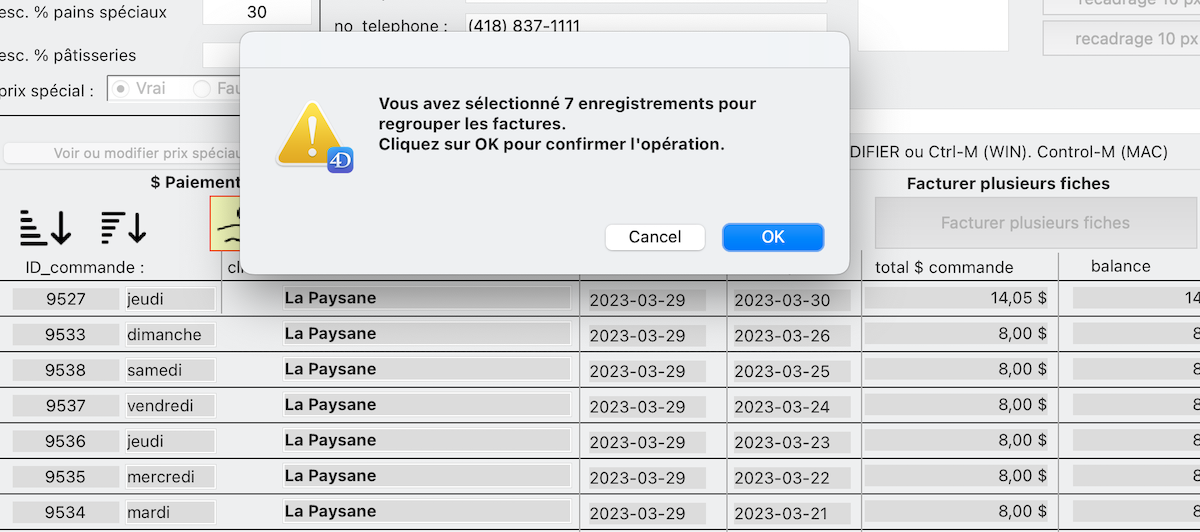 esc. % pains spéciaux
30
no_telephone :
(418) 837-1111
recadrage 10 px
esc. % pâtisseries
recadrage 10 px
prix spécial :
Vrai
Vous avez sélectionné 7 enregistrements pour
regrouper les factures.
Cliquez sur OK pour confirmer l'opération.
4D
Cancel
OK
Voir ou modifier prix
DIFIER ou Ctrl-M (WIN). Control-M (MAC)
$ Paiement
Facturer plusieurs fiches
Facturer plusieurs fiches
ID_commande :
total $ commande
balance
9527 jeudi La Paysane 2023-03-29 2023-03-30 14,05 $ 14
9533 dimanche La Paysane 2023-03-29 2023-03-26 8,00 $ 8
9538 samedi La Paysane 2023-03-29 2023-03-25 8,00 $ 8
9537 vendredi La Paysane 2023-03-29 2023-03-24 8,00 $ 8
9536 jeudi La Paysane 2023-03-29 2023-03-23 8,00 $ 8
9535 mercredi La Paysane 2023-03-29 2023-03-22 8,00 $ 8
9534 mardi La Paysane 2023-03-29 2023-03-21 8,00 $ 8